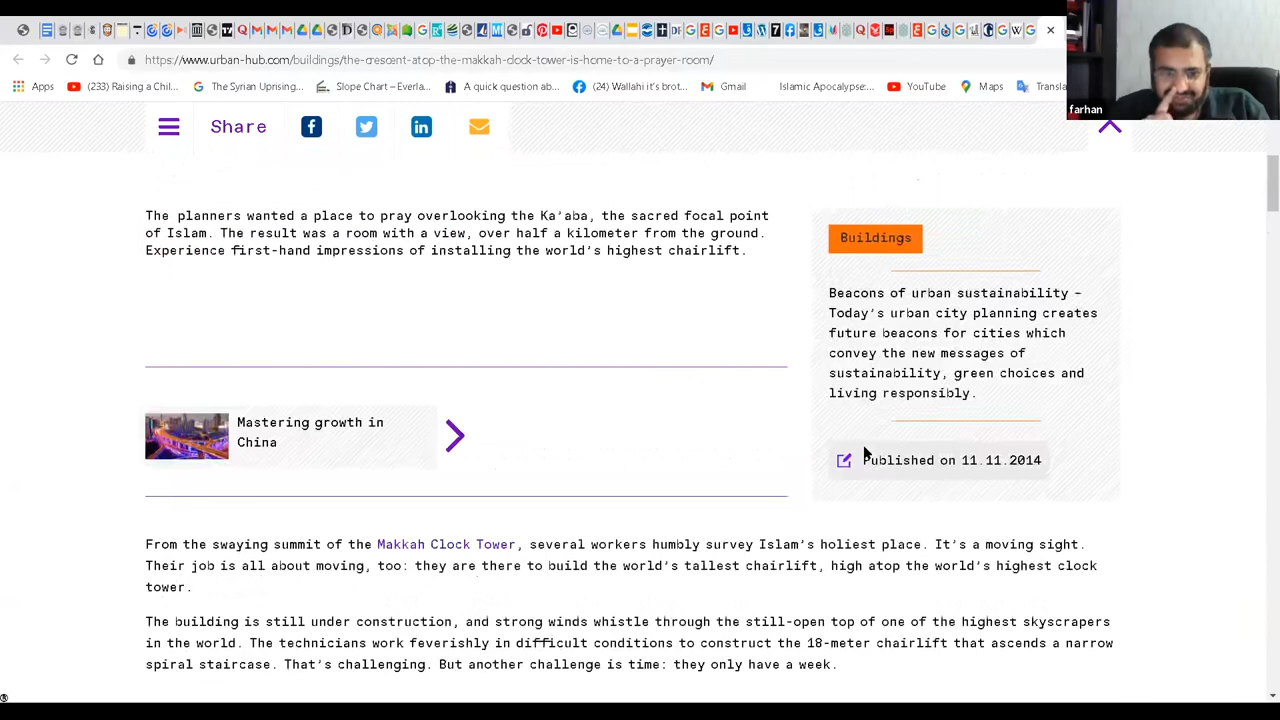 https://www.urban-hub.com/buildings/the-crescent-atop-the-makkah-clock-tower-is-home-to-a-prayer-room/
Apps
(233) Raising a Chil...
The Syrian Uprising...
Slope Chart – Everla...
A quick question ab...
(24) Wallahi it's brot...
Gmail
Islamic Apocalypse:...
YouTube
Maps
Transla
farhan
Share
The planners wanted a place to pray overlooking the Ka'aba, the sacred focal point
of Islam. The result was a room with a view, over half a kilometer from the ground.
Experience first-hand impressions of installing the world's highest chairlift.
Mastering growth in
China
Buildings
Beacons of urban sustainability –
Today's urban city planning creates
future beacons for cities which
convey the new messages of
sustainability, green choices and
living responsibly.
Published on 11.11.2014
From the swaying summit of the Makkah Clock Tower, several workers humbly survey Islam's holiest place. It's a moving sight.
Their job is all about moving, too: they are there to build the world's tallest chairlift, high atop the world's highest clock
tower.
The building is still under construction, and strong winds whistle through the still-open top of one of the highest skyscrapers
in the world. The technicians work feverishly in difficult conditions to construct the 18-meter chairlift that ascends a narrow
spiral staircase. That's challenging. But another challenge is time: they only have a week.